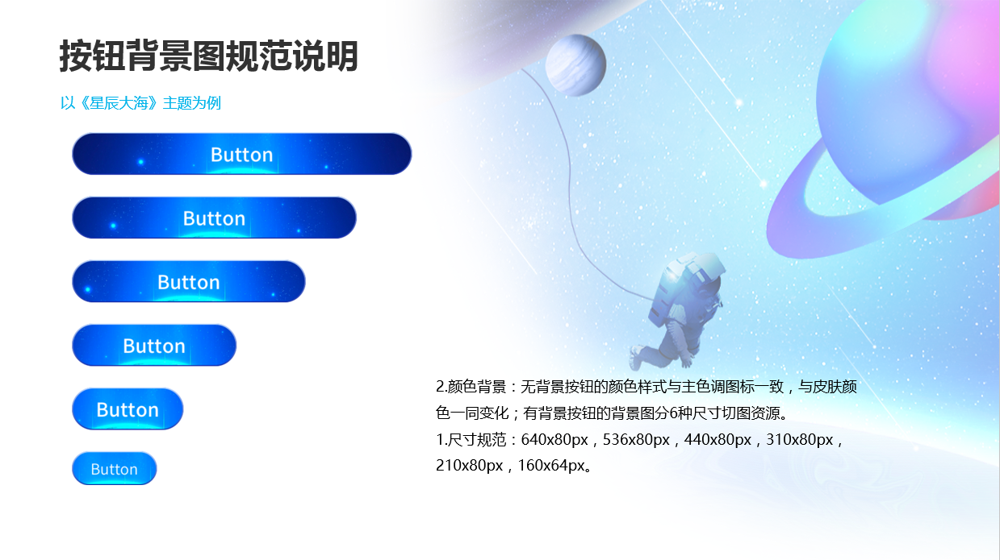 按钮背景图规范说明
以《星辰大海》主题为例
Button
Button
Button
Button
Button
Button
2.颜色背景：无背景按钮的颜色样式与主色调图标一致，与皮肤颜
色一同变化；有背景按钮的背景图分6种尺寸切图资源。
1.尺寸规范：640x80px，536x80px，440x80px，310x80px，
210x80px，160x64px。